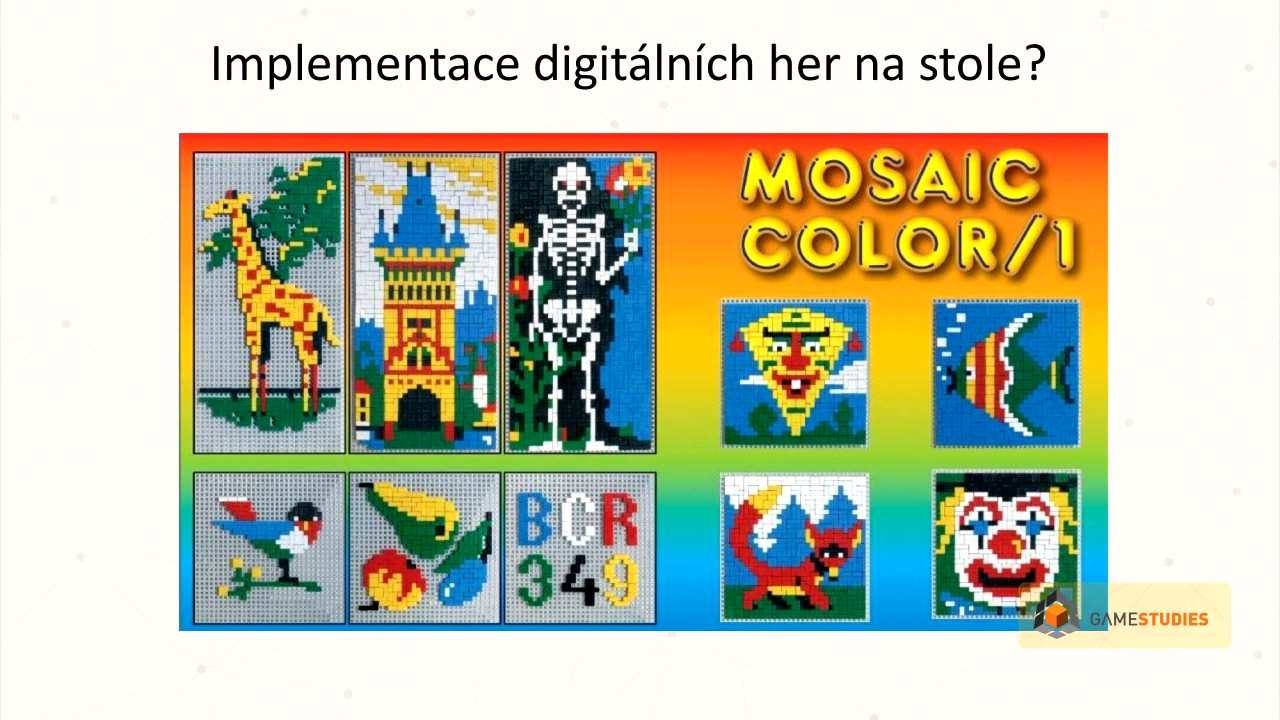 Implementace digitálních her na stole?
MOSAIC
COLOR/1
BCR
349
GAMESTUDIES